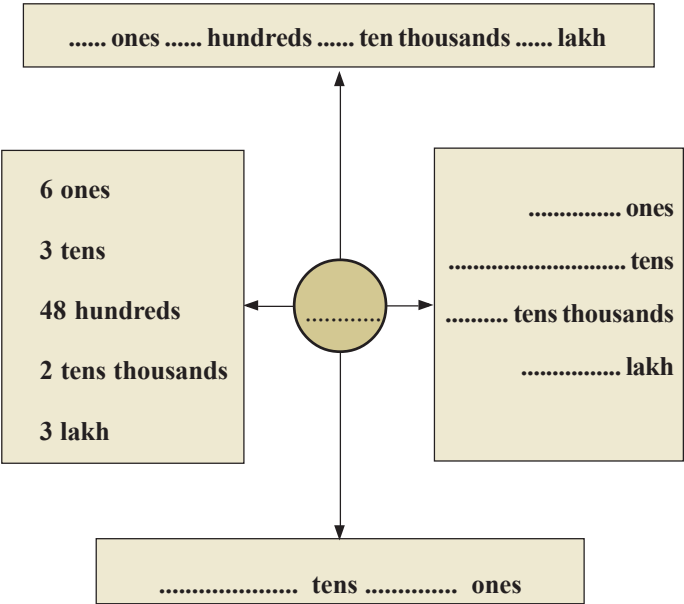 ...... ones ...... hundreds ...... ten thousands ...... lakh
6 ones
3 tens
48 hundreds
2 tens thousands
3 lakh
............
.............. ones
........................... tens
.......... tens thousands
............... lakh
..................... tens .............. ones